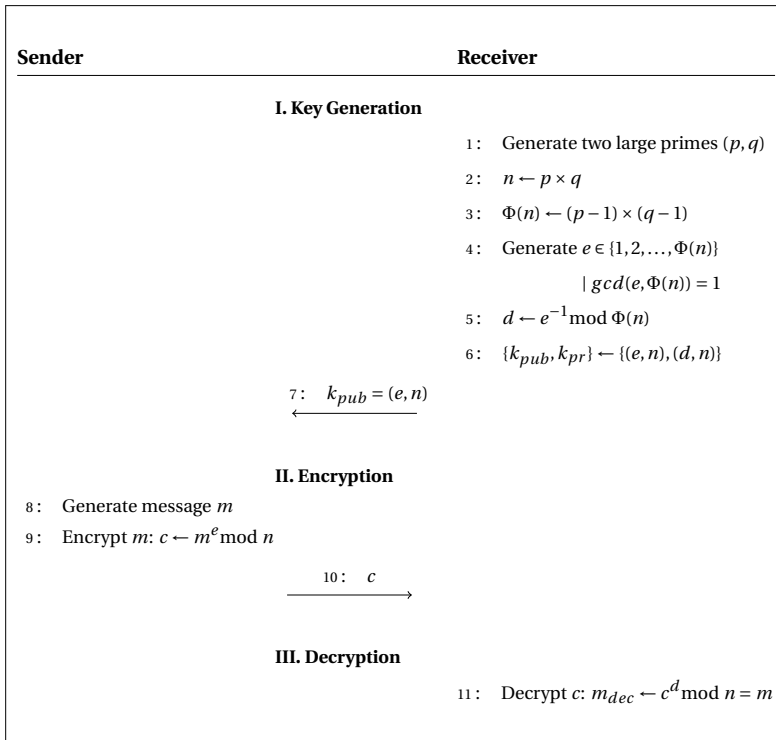 Sender Receiver
I. Key Generation
1: Generate two large primes (p, q)
2: n ← p × q
3: Φ(n) ← (p − 1) × (q − 1)
4: Generate e ∈ {1,2,...,Φ(n)}
| gcd(e,Φ(n)) = 1
5: d ← e⁻¹ mod Φ(n)
6: {k_pub, k_pr} ← {(e, n), (d, n)}
7: k_pub = (e, n)
II. Encryption
8: Generate message m
9: Encrypt m: c ← mᵉ mod n
10: c
III. Decryption
11: Decrypt c: m_dec ← cᵈ mod n = m